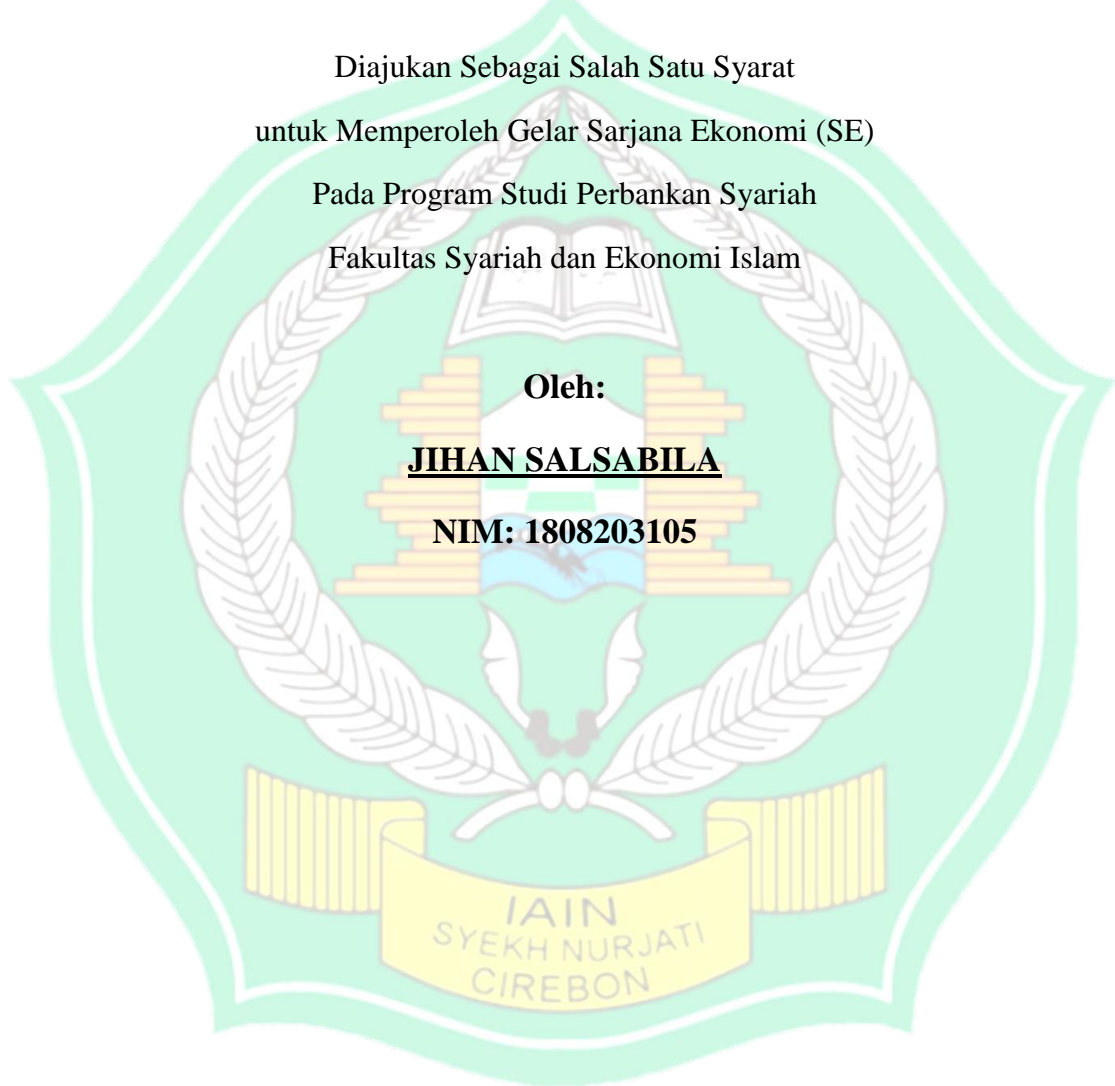 Diajukan Sebagai Salah Satu Syarat
untuk Memperoleh Gelar Sarjana Ekonomi (SE)
Pada Program Studi Perbankan Syariah
Fakultas Syariah dan Ekonomi Islam
Oleh:
JIHAN SALSABILA
NIM: 1808203105
IAIN
SYEKH NURJATI
CIREBON